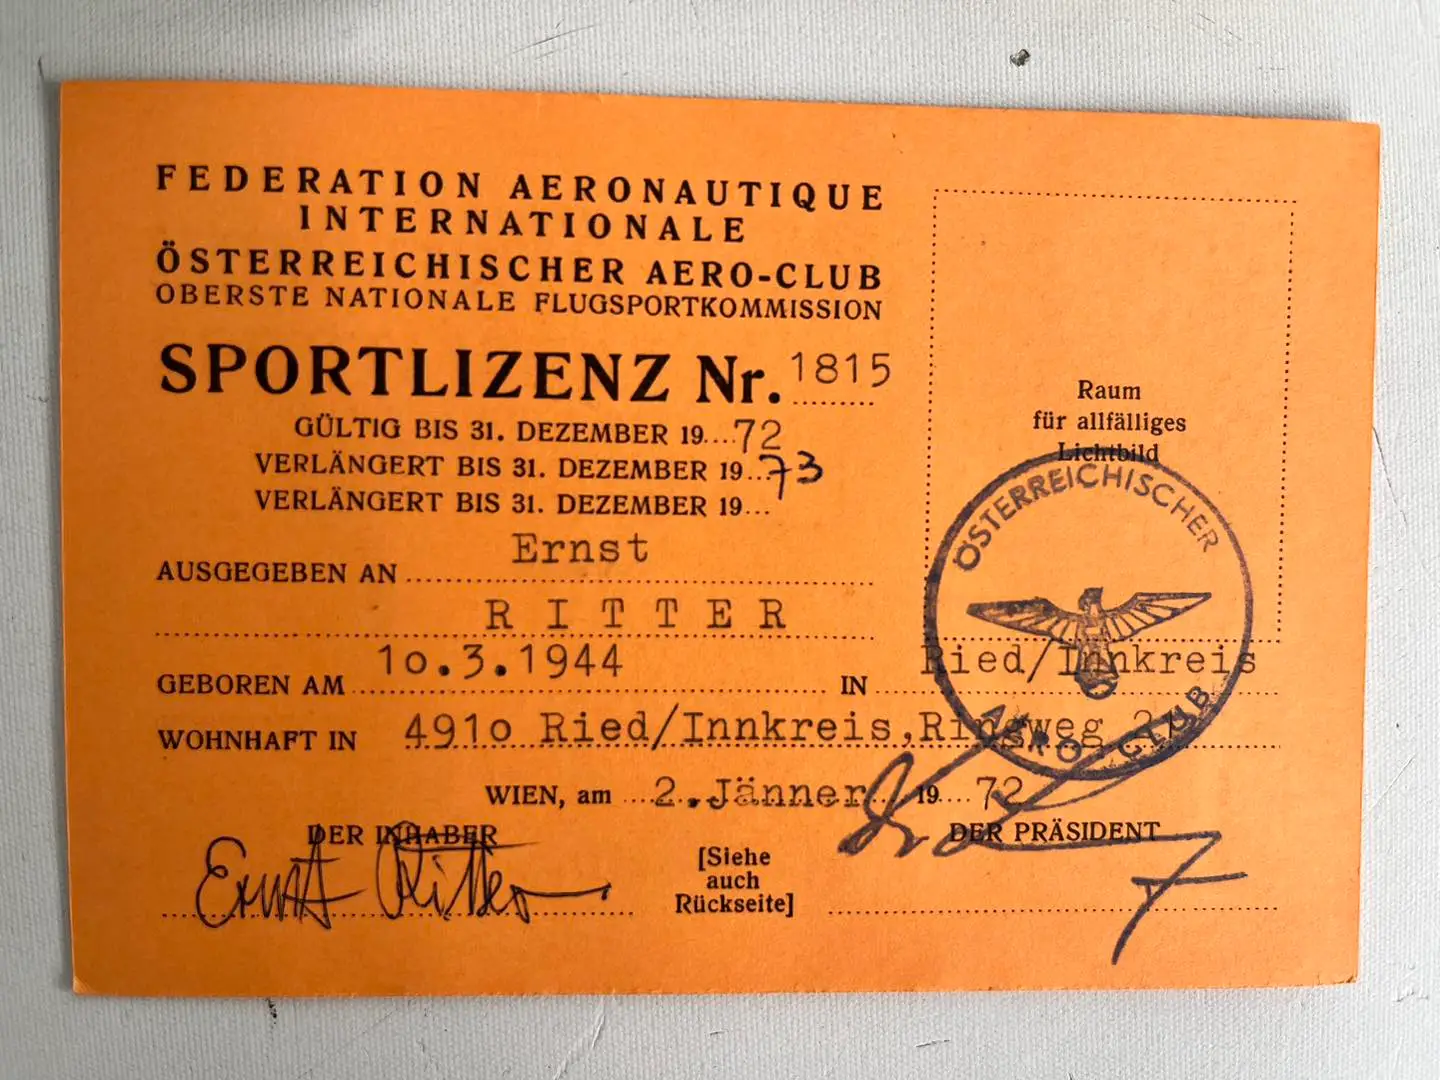 FEDERATION AERONAUTIQUE
INTERNATIONALE
ÖSTERREICHISCHER AERO-CLUB
OBERSTE NATIONALE FLUGSPORTKOMMISSION
SPORTLIZENZ Nr. 1815
GÜLTIG BIS 31. DEZEMBER 19....72
VERLÄNGERT BIS 31. DEZEMBER 19...73
VERLÄNGERT BIS 31. DEZEMBER 19...
Raum
für allfälliges
Lichtbild
ÖSTERREICHISCHER
AERO CLUB
AUSGEGEBEN AN Ernst
RITTER
GEBOREN AM 1o.3.1944 IN Ried/Innkreis
WOHNHAFT IN 491o Ried/Innkreis,Ringweg
WIEN, am 2.Jänner 19 72
DER INHABER
DER PRÄSIDENT
Ernst Ritter
[Siehe
auch
Rückseite]